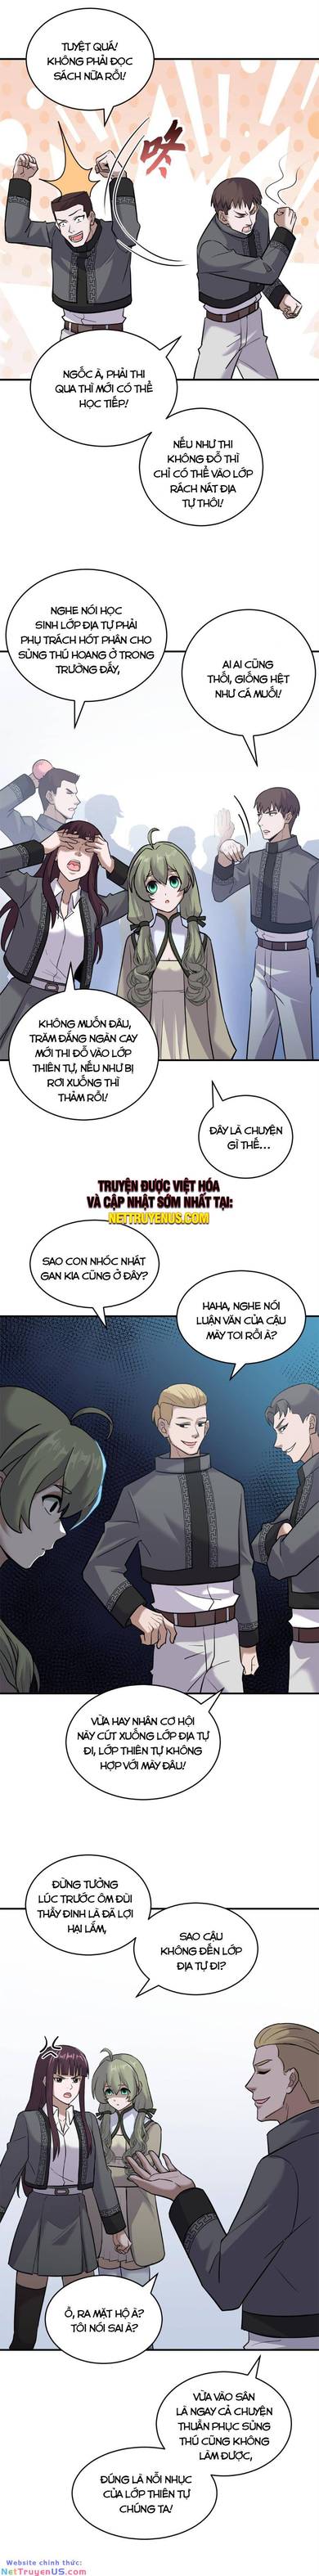 TUYỆT QUÁ!
KHÔNG PHẢI ĐỌC
SÁCH NỮA RỒI!
咚
NGỐC À, PHẢI THI
QUA THÌ MỚI CÓ THỂ
HỌC TIẾP!
NẾU NHƯ THI
KHÔNG ĐỖ THÌ
CHỈ CÓ THỂ VÀO LỚP
RÁCH NÁT ĐỊA
TỰ THÔI!
NGHE NÓI HỌC
SINH LỚP ĐỊA TỰ PHẢI
PHỤ TRÁCH HÓT PHÂN CHO
SỦNG THÚ HOANG Ở TRONG
TRƯỜNG ĐẤY,
AI AI CŨNG
THỐI, GIỐNG HỆT
NHƯ CÁ MUỐI!
KHÔNG MUỐN ĐÂU,
TRĂM ĐẮNG NGÀN CAY
MỚI THI ĐỖ VÀO LỚP
THIÊN TỰ, NẾU NHƯ BỊ
RƠI XUỐNG THÌ
THẢM RỒI!
ĐÂY LÀ CHUYỆN
GÌ THẾ...
TRUYỆN ĐƯỢC VIỆT HÓA
VÀ CẬP NHẬT SỚM NHẤT TẠI:
NETTRUYENUS.COM
SAO CON NHÓC NHÁT
GAN KIA CŨNG Ở ĐÂY?
HAHA, NGHE NÓI
LUẬN VĂN CỦA CẬU
MÀY TOI RỒI À?
VỪA HAY NHÂN CƠ HỘI
NÀY CÚT XUỐNG LỚP ĐỊA TỰ
ĐI, LỚP THIÊN TỰ KHÔNG
HỢP VỚI MÀY ĐÂU!
ĐỪNG TƯỞNG
LÚC TRƯỚC ÔM ĐÙI
THẦY ĐINH LÀ ĐÃ LỢI
HẠI LẮM,
SAO CẬU
KHÔNG ĐẾN LỚP
ĐỊA TỰ ĐI?
Ồ, RA MẶT HỘ À?
TÔI NÓI SAI À?
VỪA VÀO SÂN
LÀ NGAY CẢ CHUYỆN
THUẦN PHỤC SỦNG
THÚ CŨNG KHÔNG
LÀM ĐƯỢC,
ĐÚNG LÀ NỖI NHỤC
CỦA LỚP THIÊN TỰ
CHÚNG TA!
Website chính thức:
NetTruyenUS.com